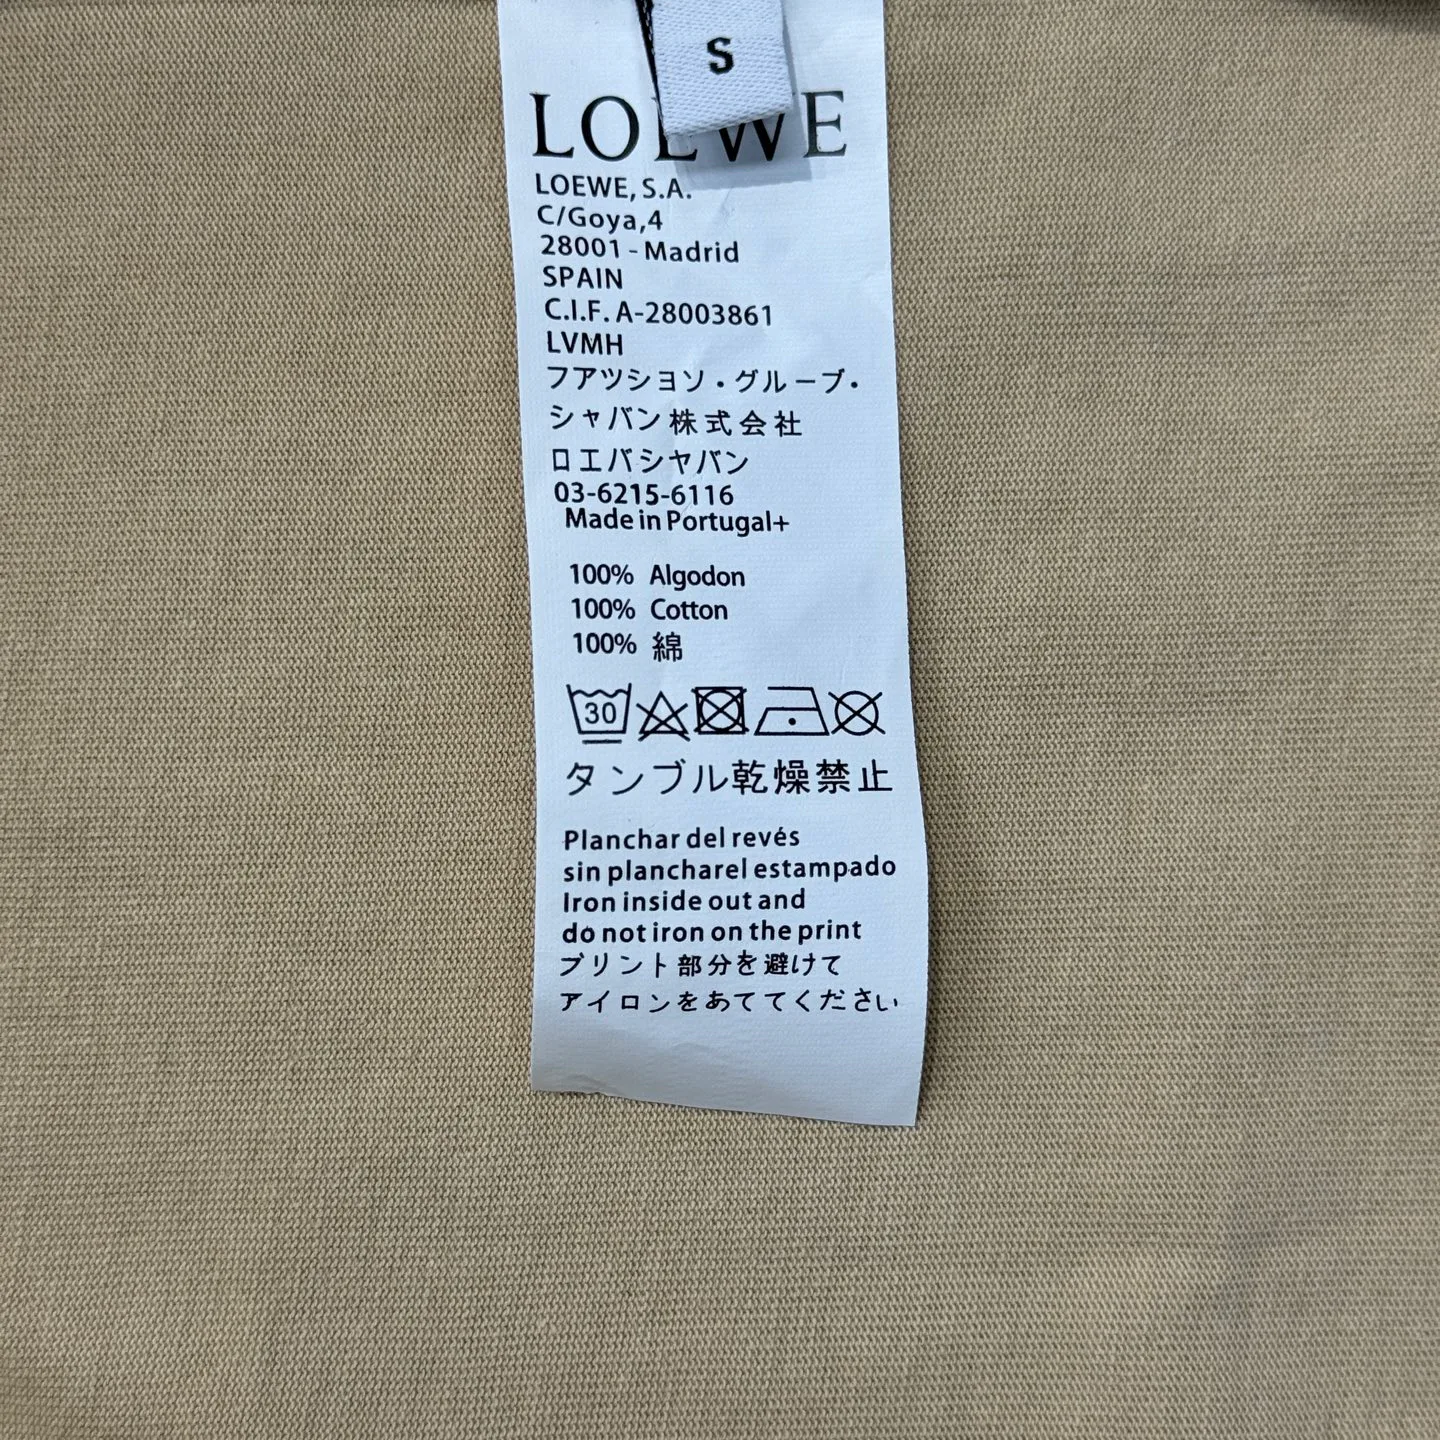 S
LOEWE
LOEWE, S.A.
C/Goya,4
28001 - Madrid
SPAIN
C.I.F. A-28003861
LVMH
フアツシヨソ・グルーブ・
シャバン株式会社
ロエバシヤバン
03-6215-6116
Made in Portugal+
100% Algodon
100% Cotton
100% 綿
30
タンブル乾燥禁止
Planchar del revés
sin plancharel estampado
Iron inside out and
do not iron on the print
プリント部分を避けて
アイロンをあててください